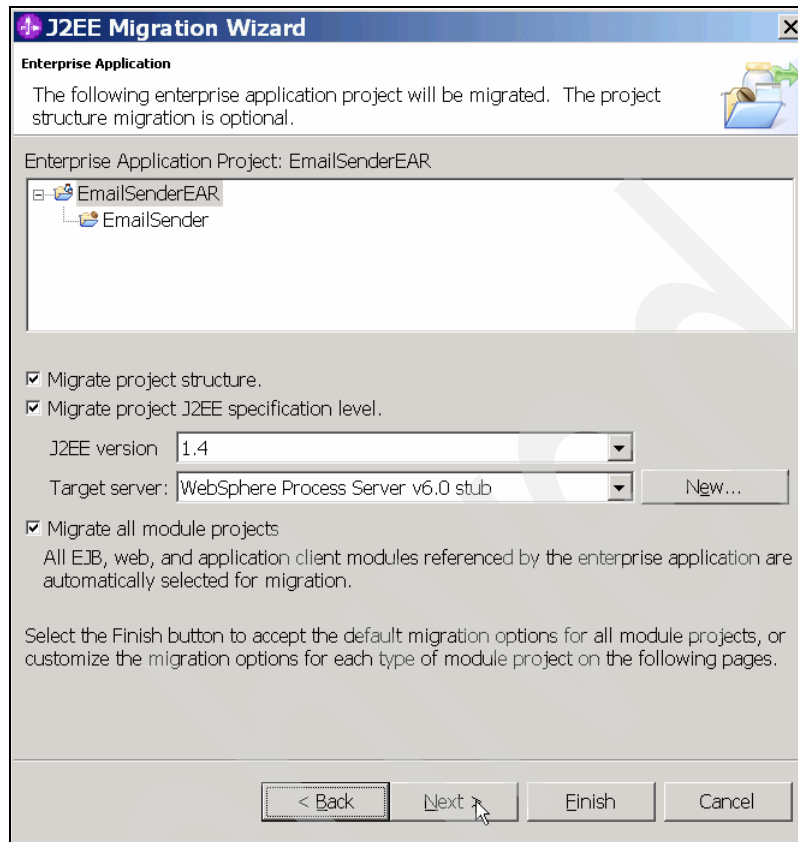 J2EE Migration Wizard
Enterprise Application
The following enterprise application project will be migrated. The project
structure migration is optional.
Enterprise Application Project: EmailSenderEAR
EmailSenderEAR
EmailSender
Migrate project structure.
Migrate project J2EE specification level.
J2EE version 1.4
Target server: WebSphere Process Server v6.0 stub New...
Migrate all module projects
All EJB, web, and application client modules referenced by the enterprise application are
automatically selected for migration.
Select the Finish button to accept the default migration options for all module projects, or
customize the migration options for each type of module project on the following pages.
< Back Next > Finish Cancel